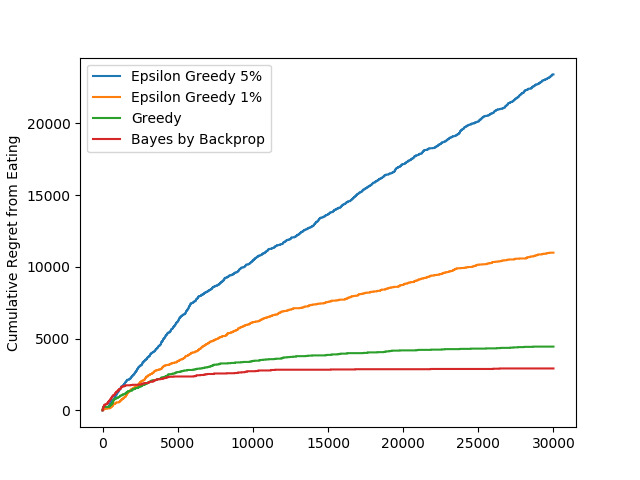 Epsilon Greedy 5%
Epsilon Greedy 1%
Greedy
Bayes by Backprop
Cumulative Regret from Eating
20000
15000
10000
5000
0
0 5000 10000 15000 20000 25000 30000